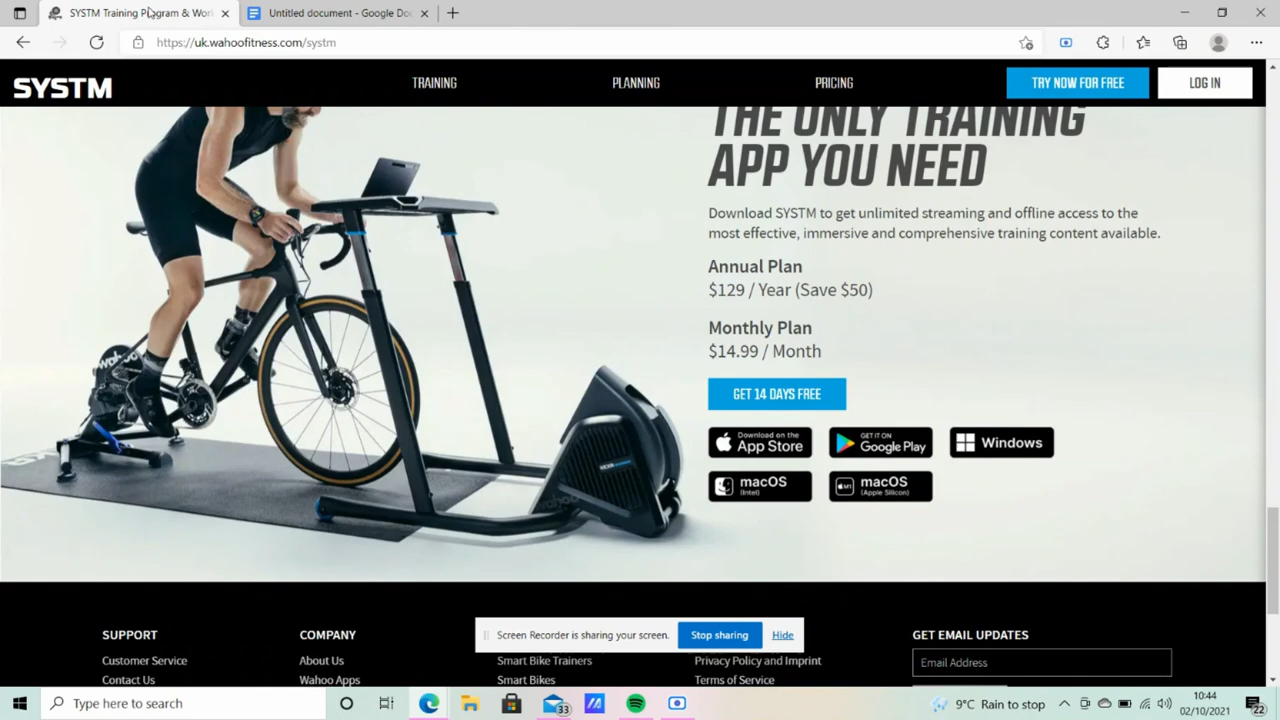 SYSTM Training Program & Wor
Untitled document - Google Doc
https://uk.wahoofitness.com/systm
SYSTM
TRAINING
PLANNING
PRICING
TRY NOW FOR FREE
LOG IN
THE ONLY TRAINING
APP YOU NEED
Download SYSTM to get unlimited streaming and offline access to the
most effective, immersive and comprehensive training content available.
Annual Plan
$129 / Year (Save $50)
Monthly Plan
$14.99 / Month
GET 14 DAYS FREE
Download on the
App Store
GET IT ON
Google Play
Windows
macOS
(Intel)
macOS
(Apple Silicon)
wahoo
SUPPORT
Customer Service
Contact Us
COMPANY
About Us
Wahoo Apps
Screen Recorder is sharing your screen.
Stop sharing
Hide
Smart Bike Trainers
Smart Bikes
Privacy Policy and Imprint
Terms of Service
GET EMAIL UPDATES
Email Address
Type here to search
33
9°C Rain to stop
10:44
02/10/2021
22